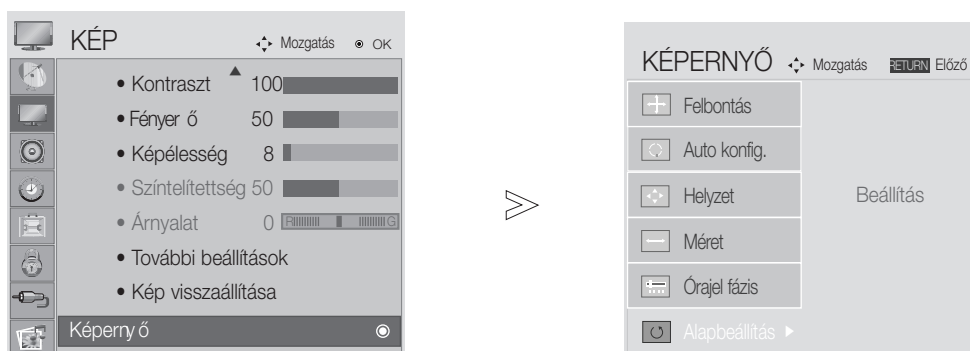 KÉP Mozgatás OK
• Kontraszt 100
• Fényer ő 50
• Képélesség 8
• Színtelítettség 50
• Árnyalat 0 R G
• További beállítások
• Kép visszaállítása
Képerny ő
KÉPERNYŐ Mozgatás RETURN Előző
Felbontás
Auto konfig.
Helyzet
Méret
Órajel fázis
Alapbeállítás
Beállítás